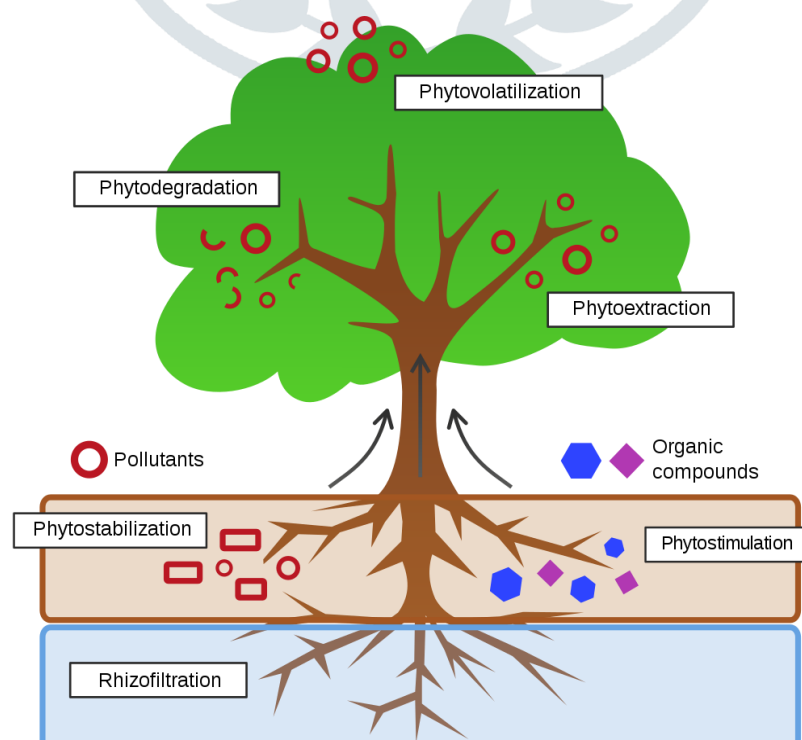 Phytovolatilization
Phytodegradation
Phytoextraction
Pollutants
Organic
compounds
Phytostabilization
Phytostimulation
Rhizofiltration